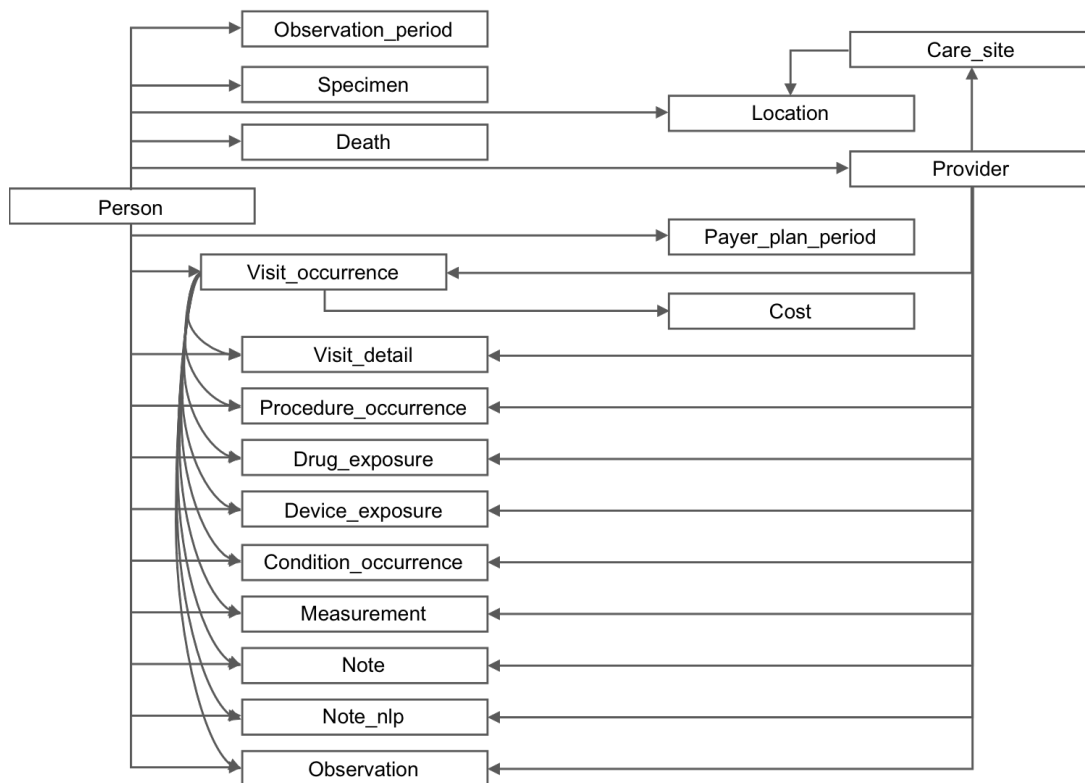 Observation_period
Care_site
Specimen
Location
Death
Provider
Person
Payer_plan_period
Visit_occurrence
Cost
Visit_detail
Procedure_occurrence
Drug_exposure
Device_exposure
Condition_occurrence
Measurement
Note
Note_nlp
Observation